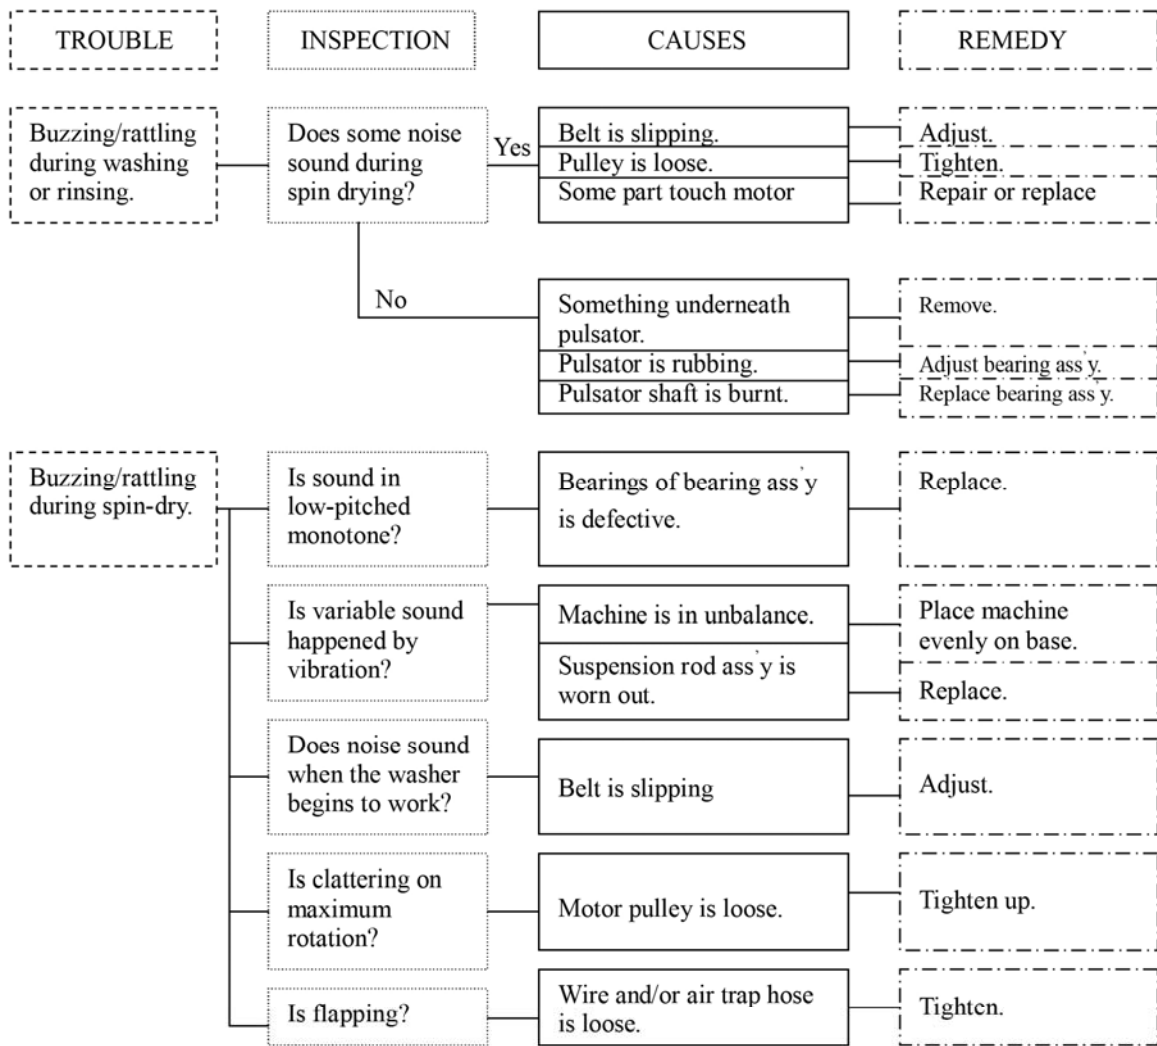 TROUBLE
INSPECTION
CAUSES
REMEDY
Buzzing/rattling
during washing
or rinsing.
Does some noise
sound during
spin drying?
Yes
Belt is slipping.
Adjust.
Pulley is loose.
Tighten.
Some part touch motor
Repair or replace
No
Something underneath
pulsator.
Remove.
Pulsator is rubbing.
Adjust bearing ass'y.
Pulsator shaft is burnt.
Replace bearing ass'y.
Buzzing/rattling
during spin-dry.
Is sound in
low-pitched
monotone?
Bearings of bearing ass'y
is defective.
Replace.
Is variable sound
happened by
vibration?
Machine is in unbalance.
Place machine
evenly on base.
Suspension rod ass'y is
worn out.
Replace.
Does noise sound
when the washer
begins to work?
Belt is slipping
Adjust.
Is clattering on
maximum
rotation?
Motor pulley is loose.
Tighten up.
Is flapping?
Wire and/or air trap hose
is loose.
Tighten.